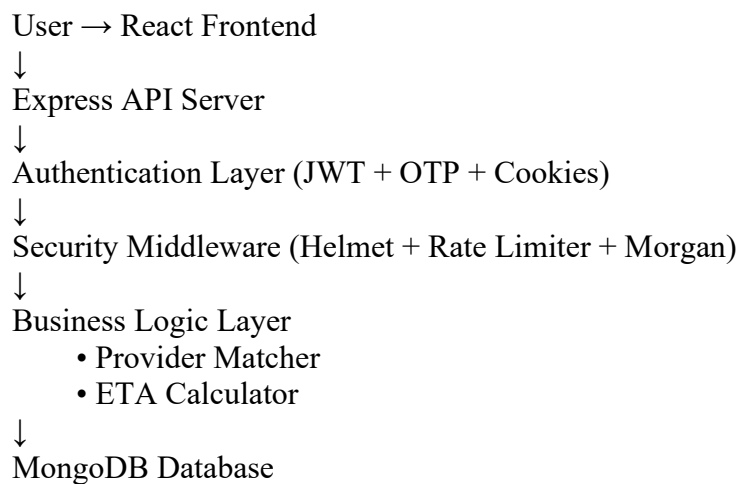 User → React Frontend
↓
Express API Server
↓
Authentication Layer (JWT + OTP + Cookies)
↓
Security Middleware (Helmet + Rate Limiter + Morgan)
↓
Business Logic Layer
• Provider Matcher
• ETA Calculator
↓
MongoDB Database